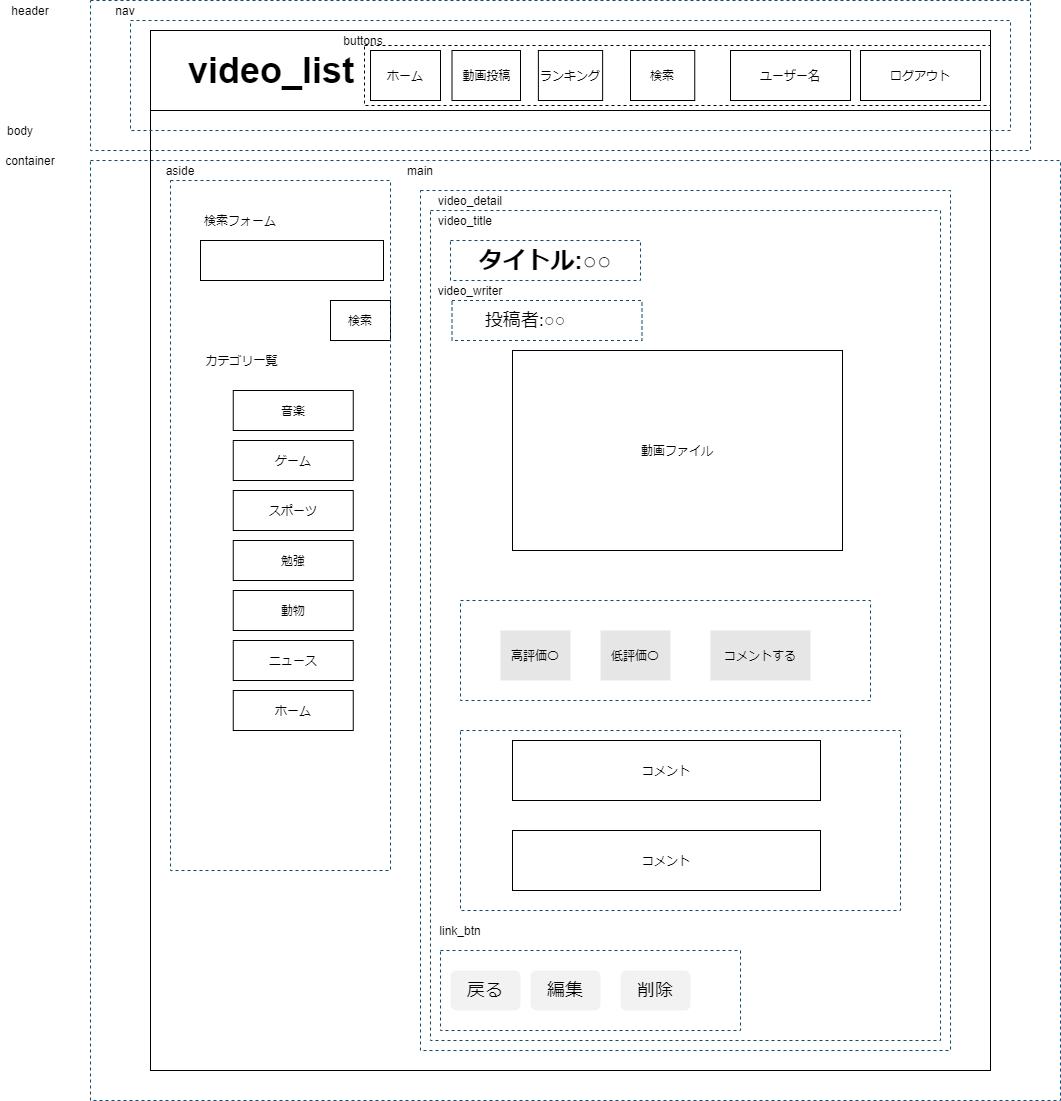 header
nav
buttons
video_list
ホーム
動画投稿
ランキング
検索
ユーザー名
ログアウト
body
container
aside
検索フォーム
検索
カテゴリ一覧
音楽
ゲーム
スポーツ
勉強
動物
ニュース
ホーム
main
video_detail
video_title
タイトル:○○
video_writer
投稿者:○○
動画ファイル
高評価〇
低評価〇
コメントする
コメント
コメント
link_btn
戻る
編集
削除